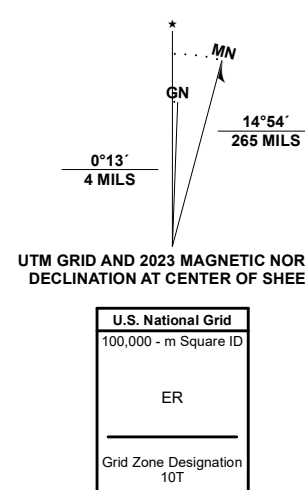 ★
MN
GN
14°54´
265 MILS
0°13´
4 MILS
UTM GRID AND 2023 MAGNETIC NOR
DECLINATION AT CENTER OF SHEE
U.S. National Grid
100,000 - m Square ID
ER
Grid Zone Designation
10T